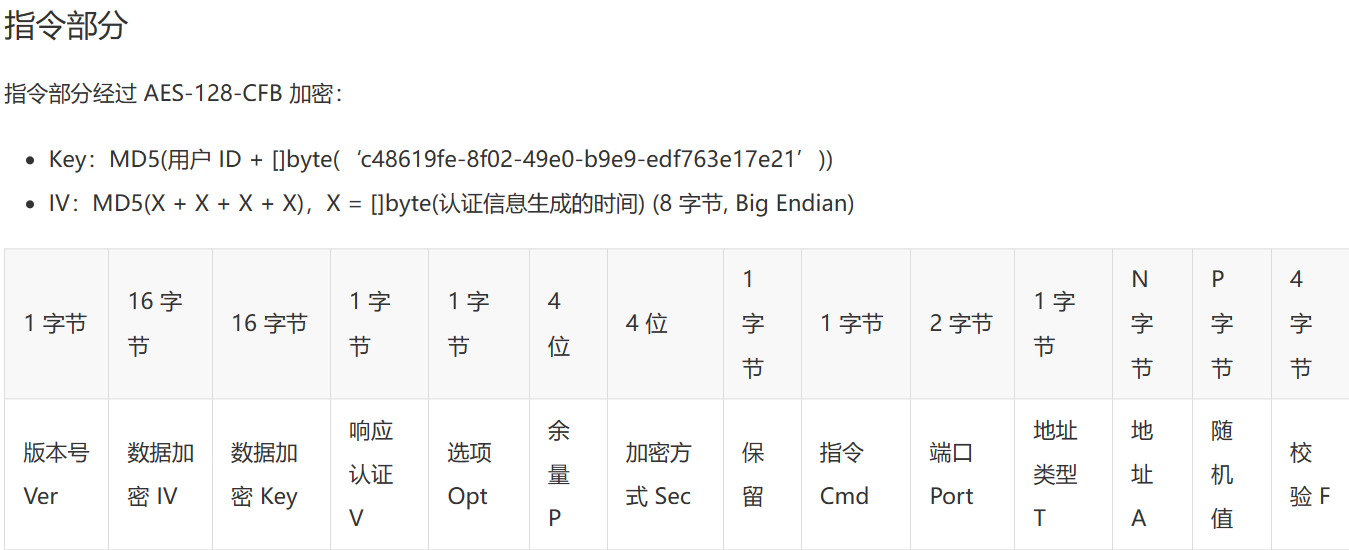 指令部分
指令部分经过 AES-128-CFB 加密：
Key：MD5(用户 ID + []byte(‘c48619fe-8f02-49e0-b9e9-edf763e17e21’))
IV：MD5(X + X + X + X)，X = []byte(认证信息生成的时间) (8 字节, Big Endian)
1 字节
16 字节
16 字节
1 字节
1 字节
4 位
4 位
1 字节
1 字节
2 字节
1 字节
N 字节
P 字节
4 字节
版本号 Ver
数据加密 IV
数据加密 Key
响应认证 V
选项 Opt
余量 P
加密方式 Sec
保留
指令 Cmd
端口 Port
地址类型 T
地址 A
随机值
校验 F